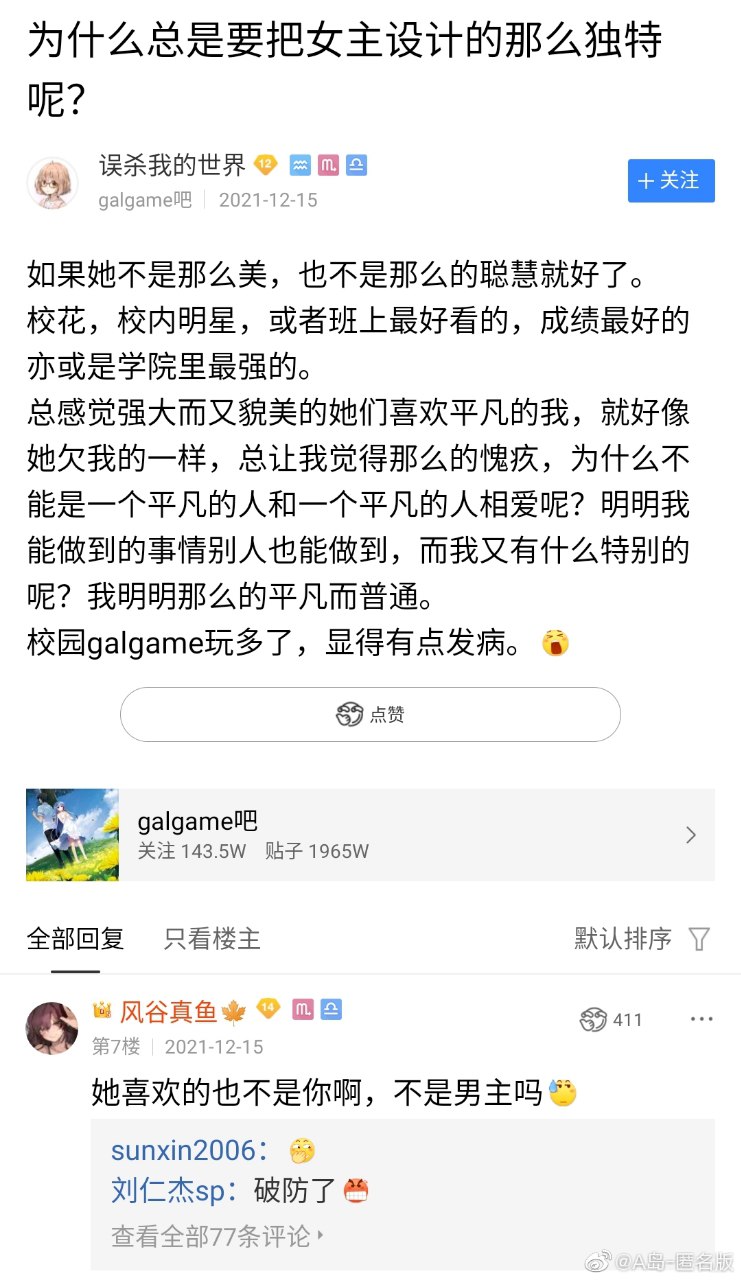 为什么总是要把女主设计的那么独特
呢？
误杀我的世界 12
galgame吧 2021-12-15
+ 关注
如果她不是那么美，也不是那么的聪慧就好了。
校花，校内明星，或者班上最好看的，成绩最好的
亦或是学院里最强的。
总感觉强大而又貌美的她们喜欢平凡的我，就好像
她欠我的一样，总让我觉得那么的愧疚，为什么不
能是一个平凡的人和一个平凡的人相爱呢？明明我
能做到的事情别人也能做到，而我又有什么特别的
呢？我明明那么的平凡而普通。
校园galgame玩多了，显得有点发病。
点赞
galgame吧
关注 143.5W 贴子 1965W
全部回复 只看楼主 默认排序
风谷真鱼🍁 14
411
第7楼 2021-12-15
她喜欢的也不是你啊，不是男主吗
sunxin2006：
刘仁杰sp：破防了
查看全部77条评论
@A岛-匿名版